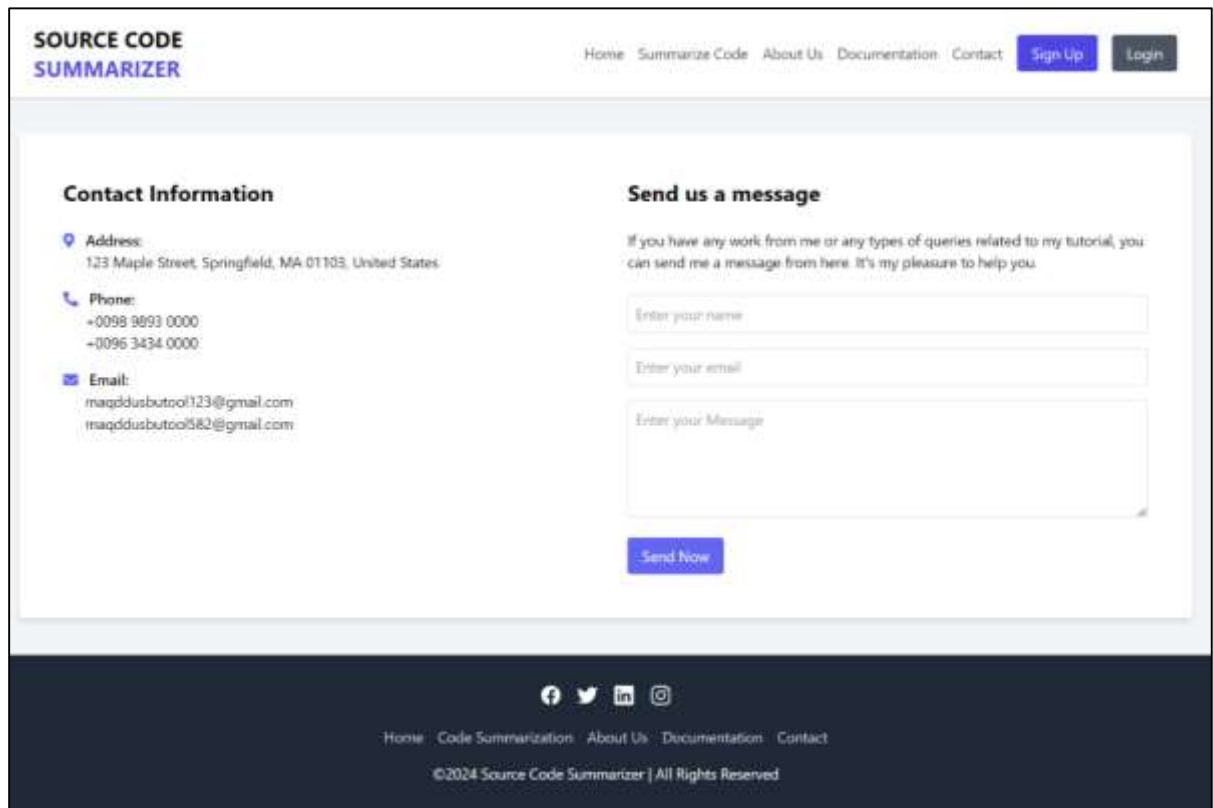 SOURCE CODE
SUMMARIZER
Home Summarize Code About Us Documentation Contact Sign Up Login
Contact Information
Address:
123 Maple Street, Springfield, MA 01103, United States
Phone:
+0098 9893 0000
+0096 3434 0000
Email:
maqddusbutool123@gmail.com
maqddusbutool582@gmail.com
Send us a message
If you have any work from me or any types of queries related to my tutorial, you
can send me a message from here. It's my pleasure to help you.
Enter your name
Enter your email
Enter your Message
Send Now
Home Code Summarization About Us Documentation Contact
©2024 Source Code Summarizer | All Rights Reserved